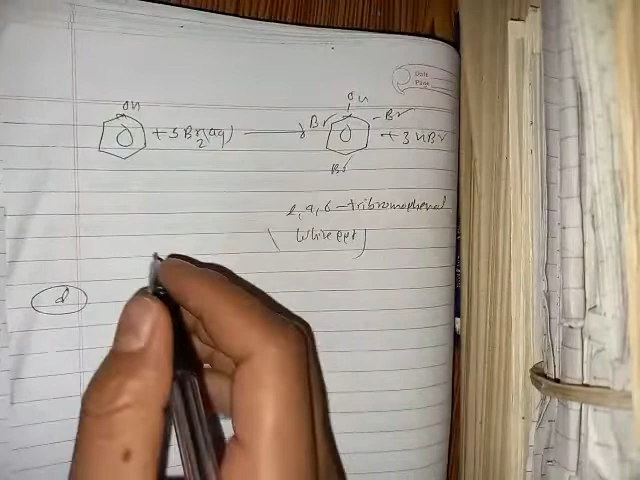 Date
Page
OH OH
+ 3Br2(aq) → Br Br + 3HBr
Br
2,4,6-tribromophenol
(white ppt)
d